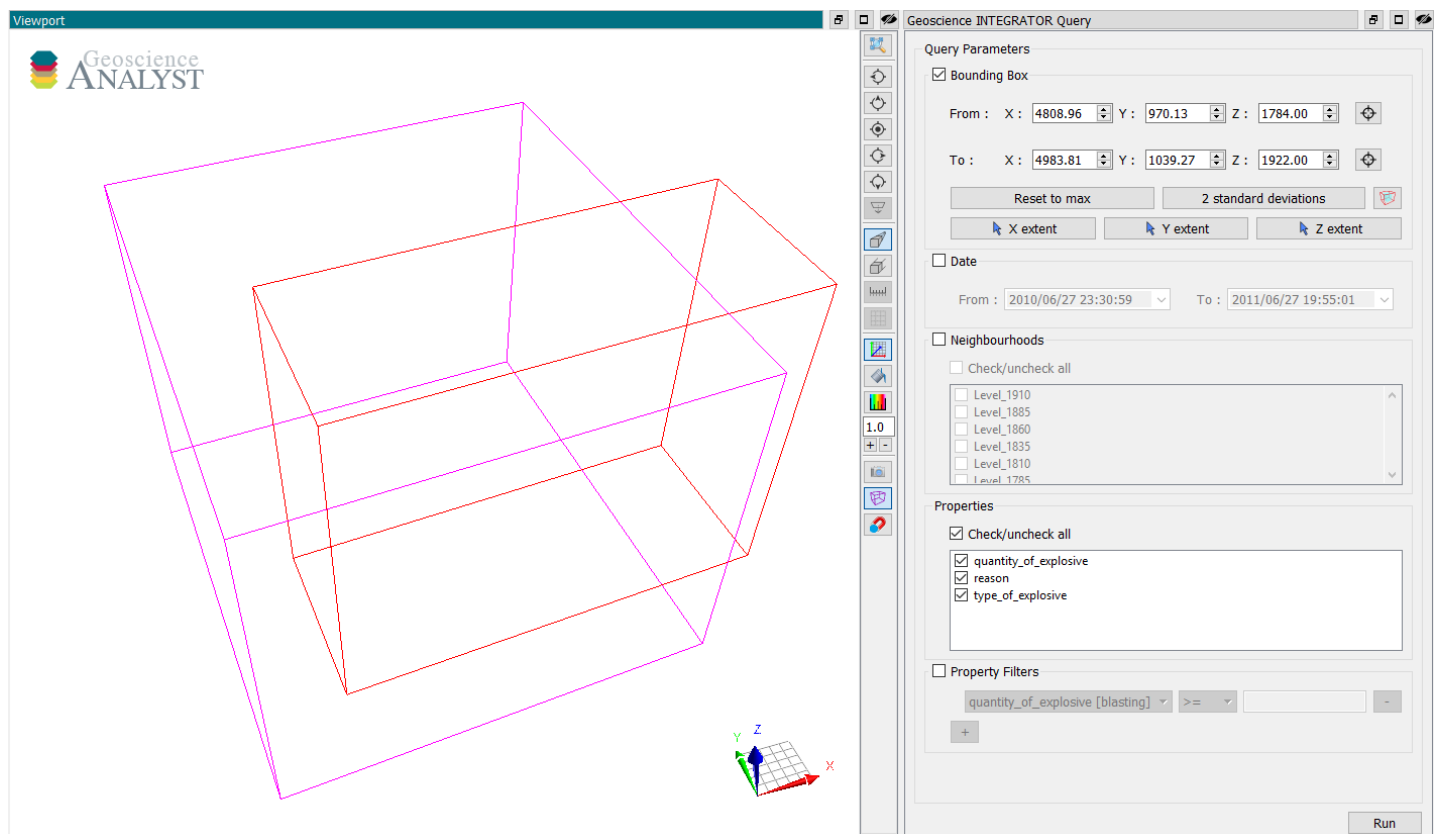 Viewport
Geoscience
ANALYST
Y
Z
X
1.0
+ -
Geoscience INTEGRATOR Query
Query Parameters
Bounding Box
From : X : 4808.96 Y : 970.13 Z : 1784.00
To : X : 4983.81 Y : 1039.27 Z : 1922.00
Reset to max 2 standard deviations
X extent Y extent Z extent
Date
From : 2010/06/27 23:30:59 To : 2011/06/27 19:55:01
Neighbourhoods
Check/uncheck all
Level_1910
Level_1885
Level_1860
Level_1835
Level_1810
Level_1785
Properties
Check/uncheck all
quantity_of_explosive
reason
type_of_explosive
Property Filters
quantity_of_explosive [blasting] >= -
+
Run